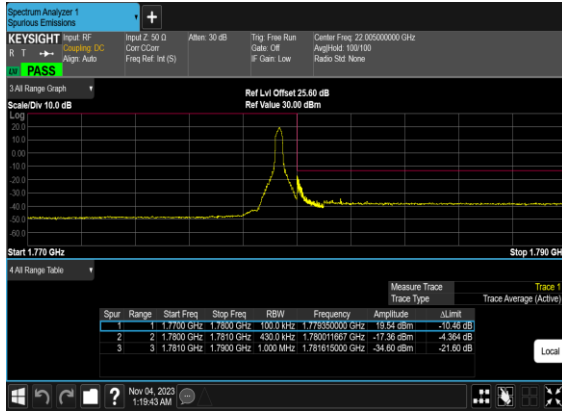 Spectrum Analyzer 1
Spurious Emissions
+
KEYSIGHT Input: RF Input Z: 50 Ω Atten: 30 dB Trig: Free Run Center Freq: 22.005000000 GHz
R T Coupling: DC Corr CCorr Gate: Off Avg|Hold: 100/100
Align: Auto Freq Ref: Int (S) IF Gain: Low Radio Std: None
PASS
3 All Range Graph
Ref Lvl Offset 25.60 dB
Scale/Div 10.0 dB Ref Value 30.00 dBm
Log
20.0
10.0
0.00
-10.0
-20.0
-30.0
-40.0
-50.0
-60.0
Start 1.770 GHz Stop 1.790 GH
4 All Range Table
Measure Trace Trace 1
Trace Type Trace Average (Active)
Spur Range Start Freq Stop Freq RBW Frequency Amplitude ΔLimit
1 1 1.7700 GHz 1.7800 GHz 100.0 kHz 1.779350000 GHz 19.54 dBm -10.46 dB
2 2 1.7800 GHz 1.7810 GHz 430.0 kHz 1.780011667 GHz -17.36 dBm -4.364 dB
3 3 1.7810 GHz 1.7900 GHz 1.000 MHz 1.781615000 GHz -34.60 dBm -21.60 dB
Local
? Nov 04, 2023
1:19:43 AM